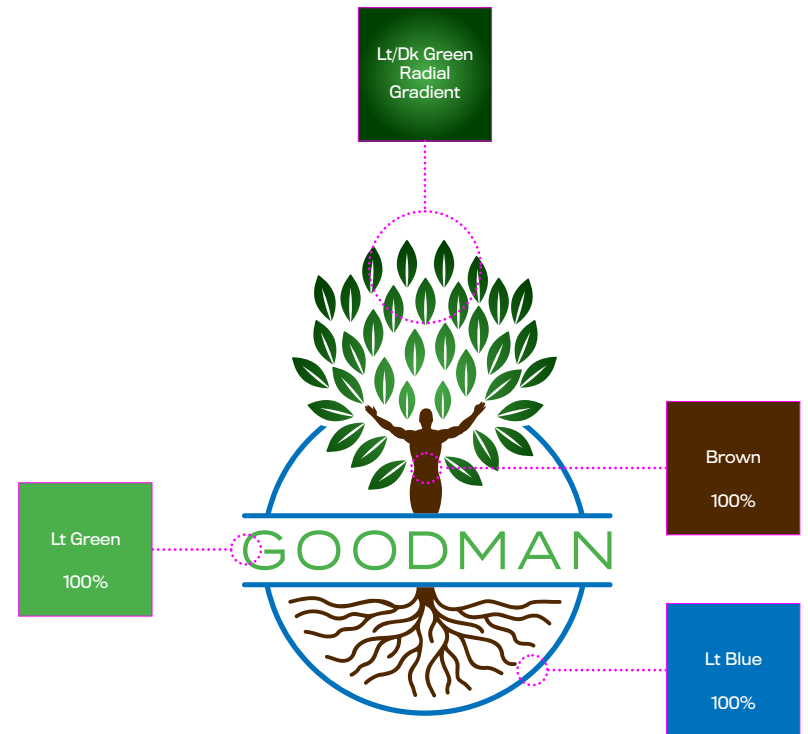 Lt/Dk Green
Radial
Gradient
Brown
100%
Lt Green
100%
GOODMAN
Lt Blue
100%